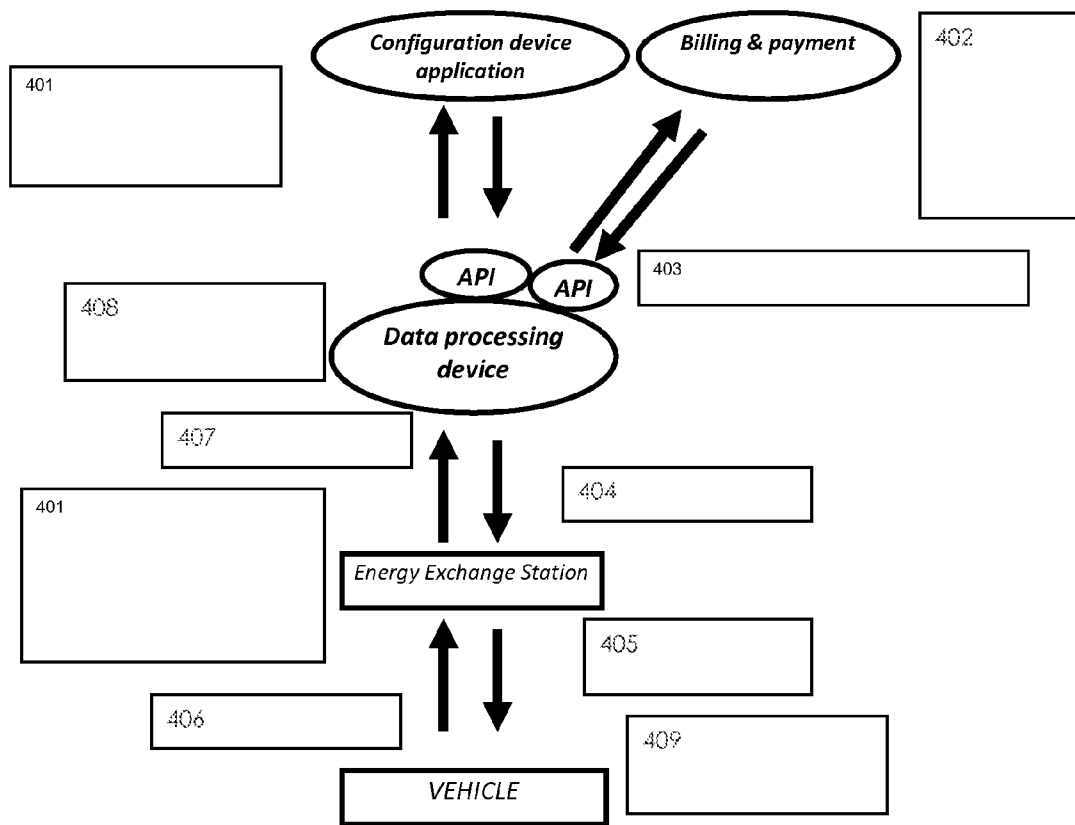 Configuration device
application
Billing & payment
402
401
API
API
403
408
Data processing
device
407
404
401
Energy Exchange Station
405
406
409
VEHICLE